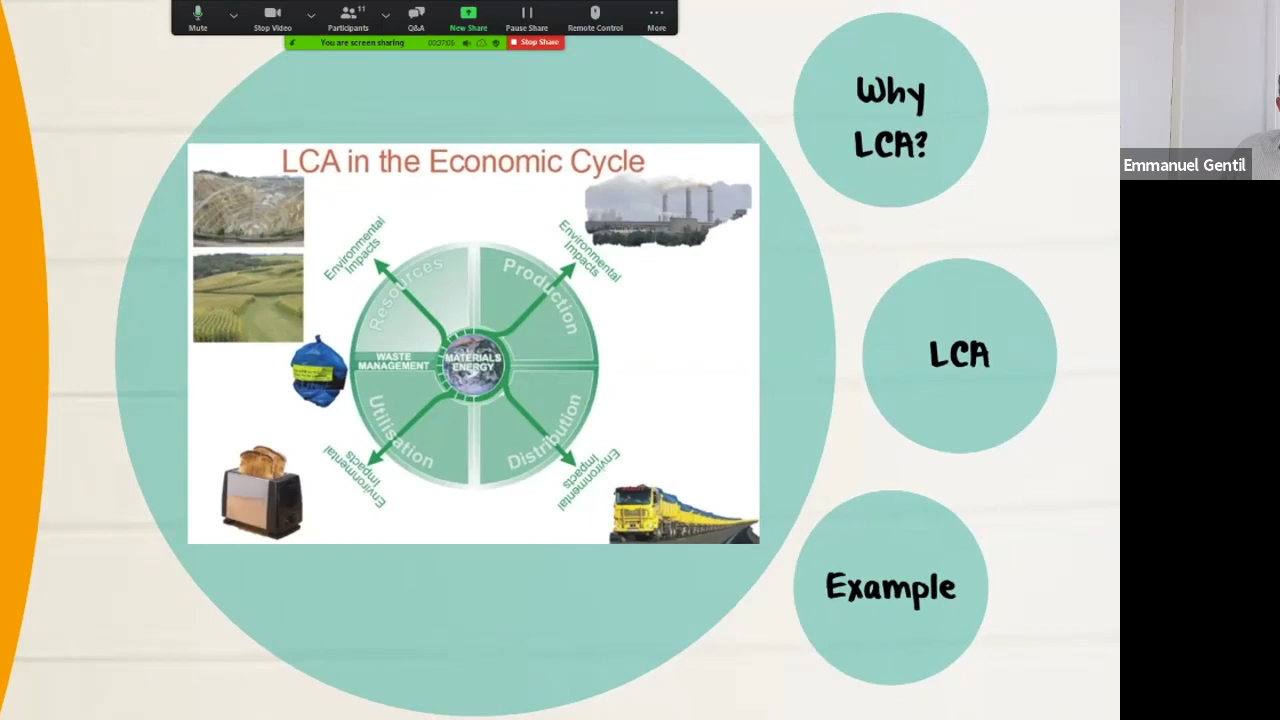 11
Mute
Stop Video
Participants
Q&A
New Share
Pause Share
Remote Control
More
You are screen sharing
00:37:05
Stop Share
Why
LCA?
Emmanuel Gentil
LCA in the Economic Cycle
Environmental
Impacts
Environmental
Impacts
Resources
Production
WASTE
MANAGEMENT
MATERIALS
ENERGY
LCA
Utilisation
Distribution
Environmental
Impacts
Environmental
Impacts
Example